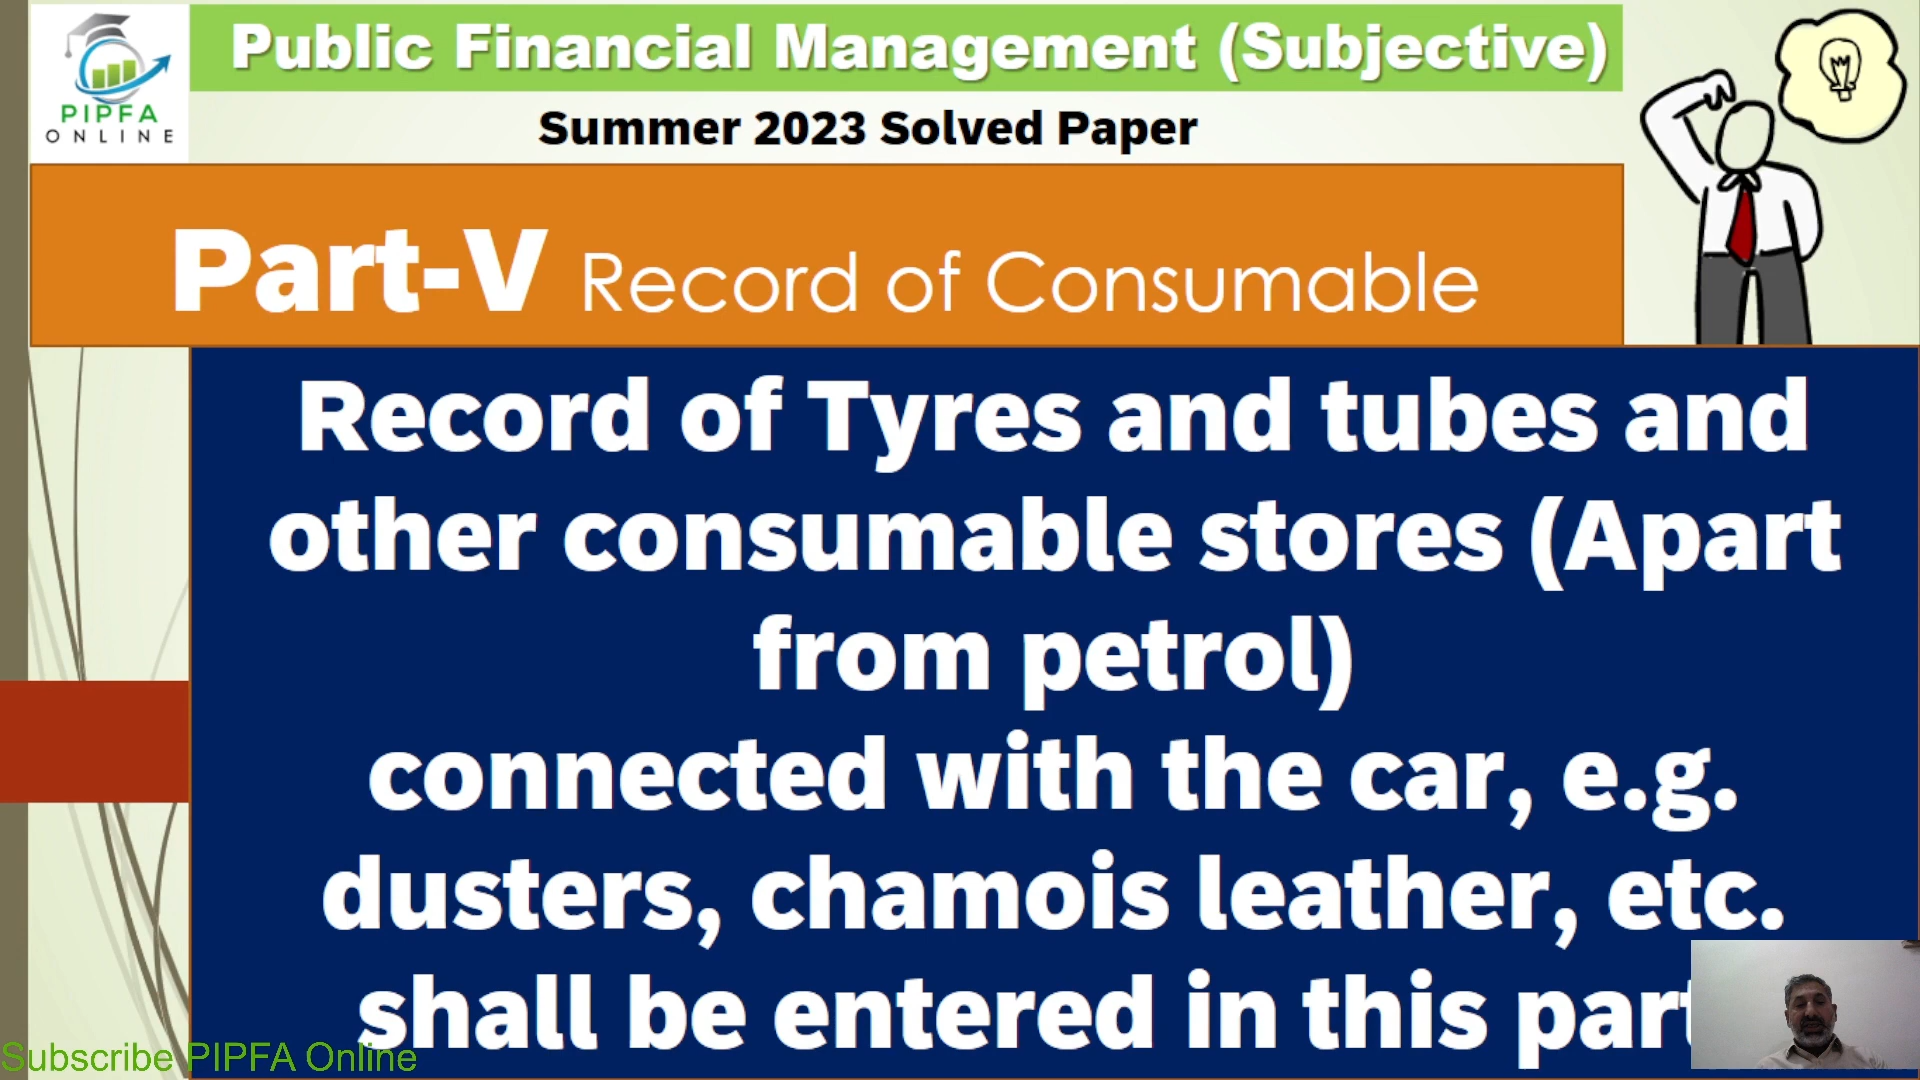 PIPFA
ONLINE
Public Financial Management (Subjective)
Summer 2023 Solved Paper
Part-V Record of Consumable
Record of Tyres and tubes and
other consumable stores (Apart
from petrol)
connected with the car, e.g.
dusters, chamois leather, etc.
shall be entered in this part
Subscribe PIPFA Online